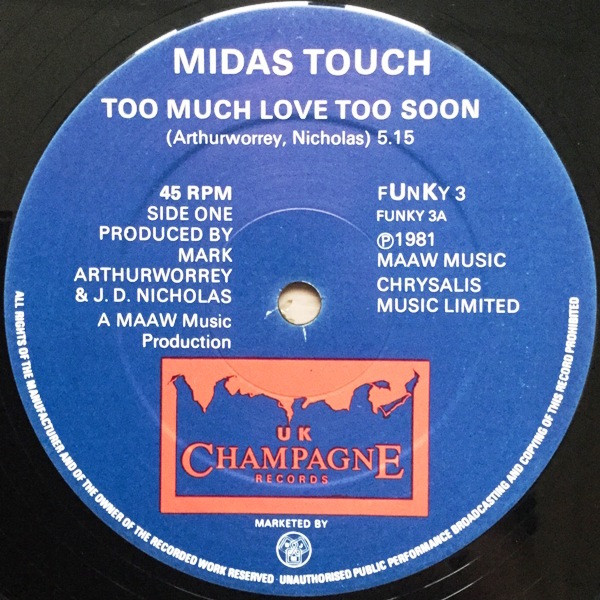 MIDAS TOUCH
TOO MUCH LOVE TOO SOON
(Arthurworrey, Nicholas) 5.15
45 RPM
SIDE ONE
PRODUCED BY
MARK
ARTHURWORREY
& J. D. NICHOLAS
A MAAW Music
Production
FUNKY 3
FUNKY 3A
℗1981
MAAW MUSIC
CHRYSALIS
MUSIC LIMITED
UK
CHAMPAGNE
RECORDS
MARKETED BY
ALL RIGHTS OF THE MANUFACTURER AND OF THE OWNER OF THE RECORDED WORK RESERVED · UNAUTHORISED PUBLIC PERFORMANCE BROADCASTING AND COPYING OF THIS RECORD PROHIBITED